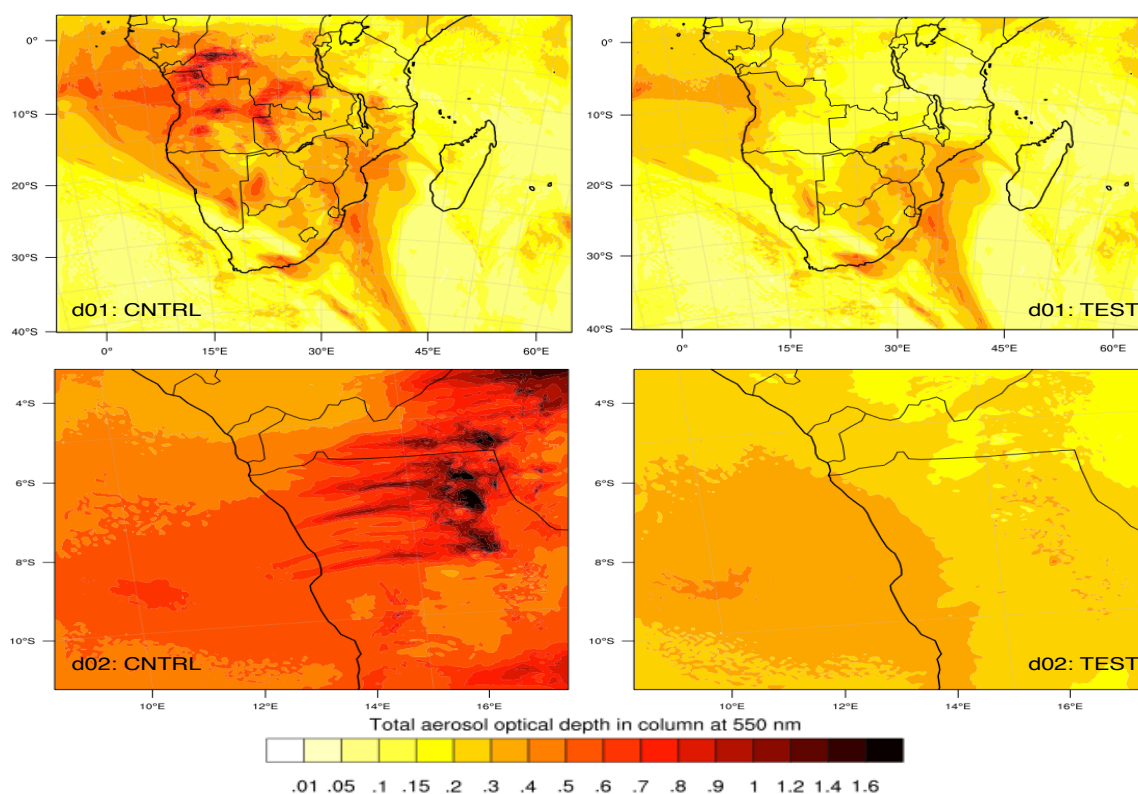 0°
10°S
20°S
30°S
40°S
d01: CNTRL
0°
15°E
30°E
45°E
60°E
0°
10°S
20°S
30°S
40°S
d01: TEST
0°
15°E
30°E
45°E
60°E
4°S
6°S
8°S
10°S
d02: CNTRL
10°E
12°E
14°E
16°E
4°S
6°S
8°S
10°S
d02: TEST
10°E
12°E
14°E
16°E
Total aerosol optical depth in column at 550 nm
.01 .05 .1 .15 .2 .3 .4 .5 .6 .7 .8 .9 1 1.2 1.4 1.6